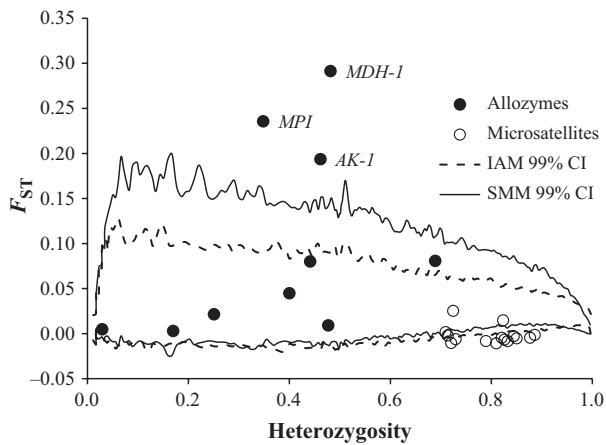 0.35
0.30
0.25
0.20
0.15
0.10
0.05
0.00
–0.05
FST
MDH-1
MPI
AK-1
Allozymes
Microsatellites
IAM 99% CI
SMM 99% CI
0.0 0.2 0.4 0.6 0.8 1.0
Heterozygosity